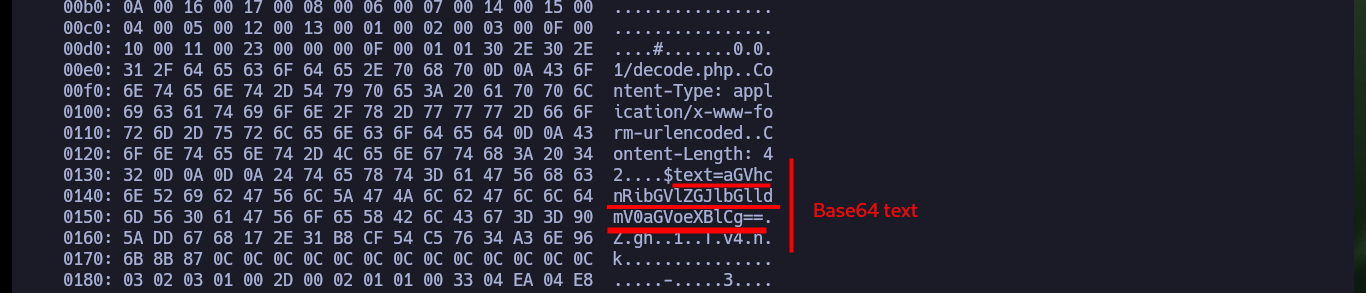 00b0: 0A 00 16 00 17 00 08 00 06 00 07 00 14 00 15 00  ................
00c0: 04 00 05 00 12 00 13 00 01 00 02 00 03 00 0F 00  ................
00d0: 10 00 11 00 23 00 00 00 0F 00 01 01 30 2E 30 2E  ....#.......0.0.
00e0: 31 2F 64 65 63 6F 64 65 2E 70 68 70 0D 0A 43 6F  1/decode.php..Co
00f0: 6E 74 65 6E 74 2D 54 79 70 65 3A 20 61 70 70 6C  ntent-Type: appl
0100: 69 63 61 74 69 6F 6E 2F 78 2D 77 77 77 2D 66 6F  ication/x-www-fo
0110: 72 6D 2D 75 72 6C 65 6E 63 6F 64 65 64 0D 0A 43  rm-urlencoded..C
0120: 6F 6E 74 65 6E 74 2D 4C 65 6E 67 74 68 3A 20 34  ontent-Length: 4
0130: 32 0D 0A 0D 0A 24 74 65 78 74 3D 61 47 56 68 63  2....$text=aGVhc
0140: 6E 52 69 62 47 56 6C 5A 47 4A 6C 62 47 6C 6C 64  nRibGVlZGJlbGlld
0150: 6D 56 30 61 47 56 6F 65 58 42 6C 43 67 3D 3D 90  mV0aGVoeXBlCg==.
0160: 5A DD 67 68 17 2E 31 B8 CF 54 C5 76 34 A3 6E 96  Z.gh..1..T.v4.n.
0170: 6B 8B 87 0C 0C 0C 0C 0C 0C 0C 0C 0C 0C 0C 0C 0C  k...............
0180: 03 02 03 01 00 2D 00 02 01 01 00 33 04 EA 04 E8  .....-.....3....
Base64 text